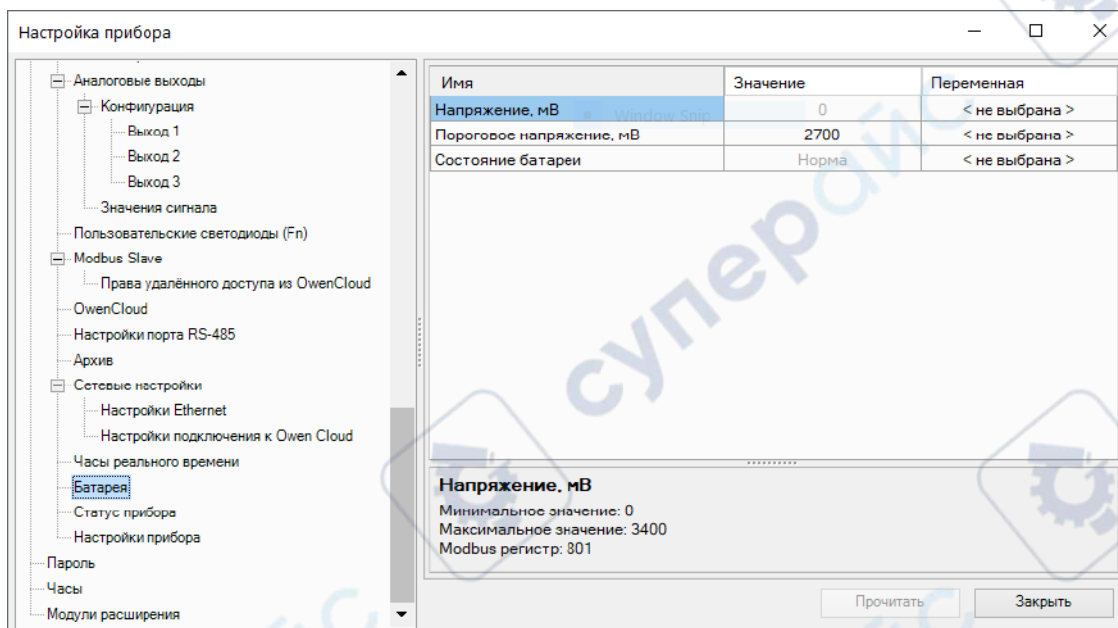 Настройка прибора
Аналоговые выходы
Конфигурация
Выход 1
Выход 2
Выход 3
Значения сигнала
Пользовательские светодиоды (Fn)
Modbus Slave
Права удалённого доступа из OwenCloud
OwenCloud
Настройки порта RS-485
Архив
Сетевые настройки
Настройки Ethernet
Настройки подключения к Owen Cloud
Часы реального времени
Батарея
Статус прибора
Настройки прибора
Пароль
Часы
Модули расширения
Имя Значение Переменная
Напряжение, мВ 0 < не выбрана >
Window Snip
Пороговое напряжение, мВ 2700 < не выбрана >
Состояние батареи Норма < не выбрана >
суперайс
Напряжение, мВ
Минимальное значение: 0
Максимальное значение: 3400
Modbus регистр: 801
Прочитать Закрыть